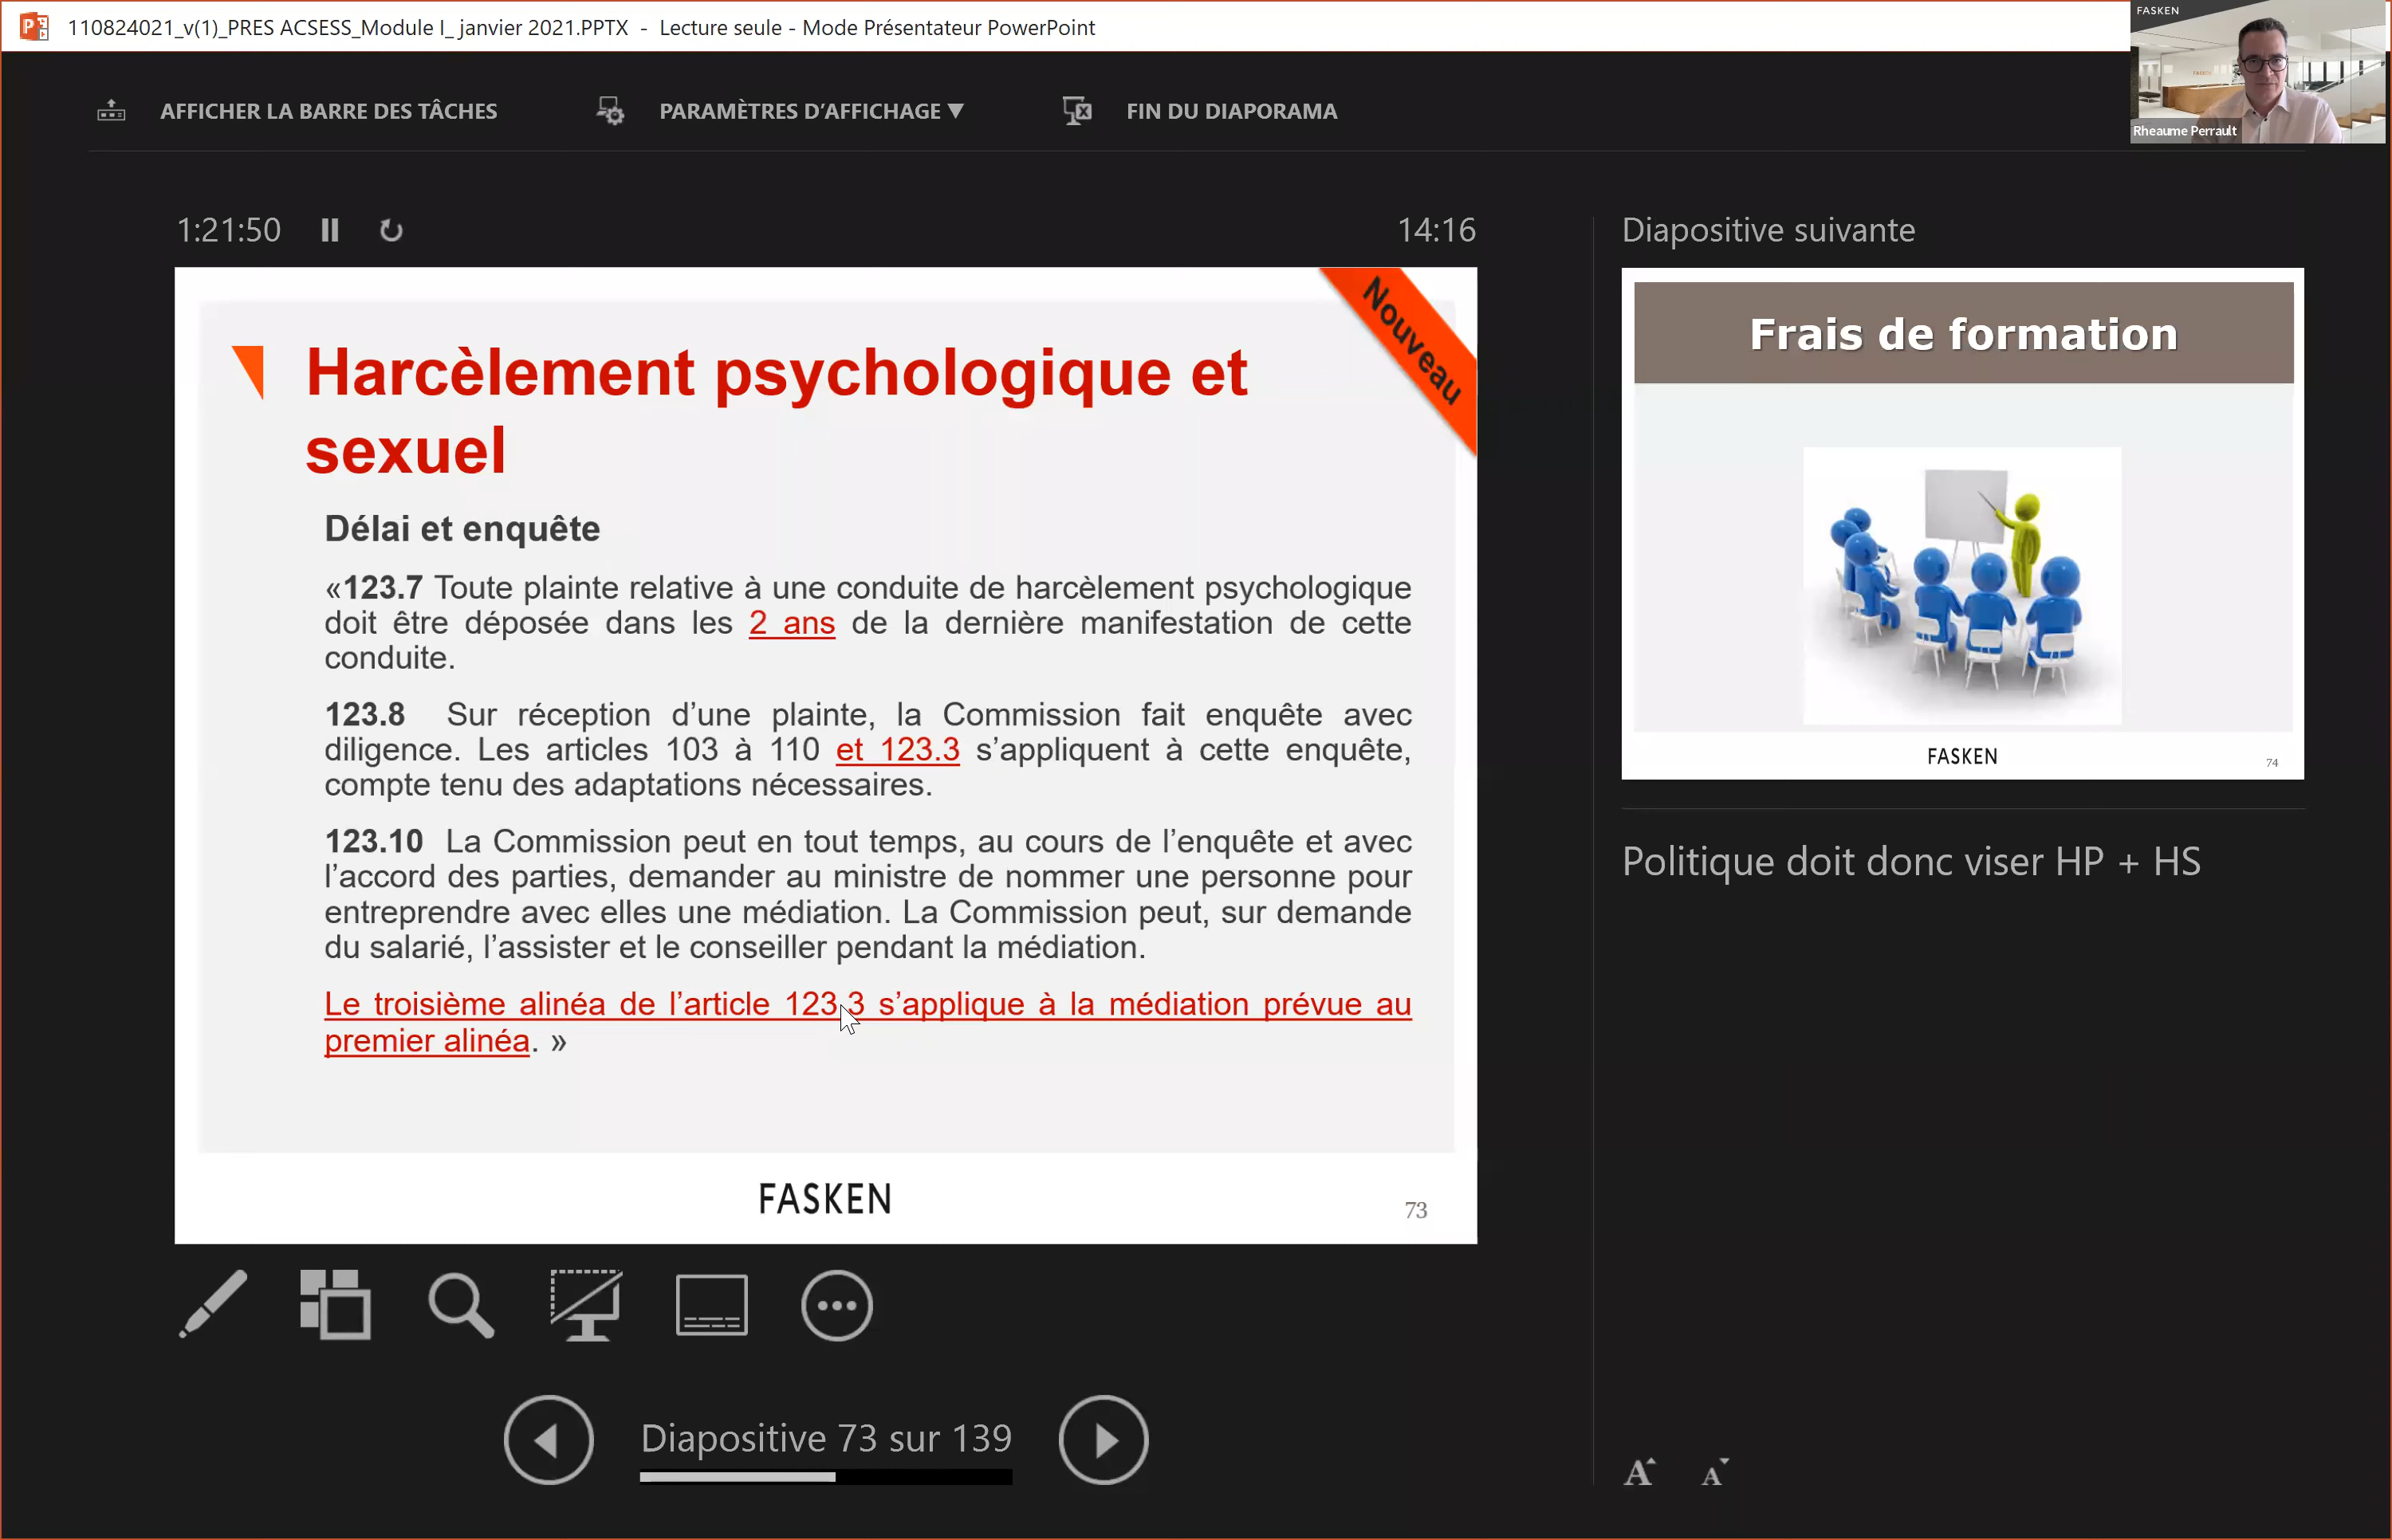 110824021_v(1)_PRES ACSESS_Module I_ janvier 2021.PPTX - Lecture seule - Mode Présentateur PowerPoint
FASKEN
Rheaume Perrault
AFFICHER LA BARRE DES TÂCHES
PARAMÈTRES D'AFFICHAGE ▼
FIN DU DIAPORAMA
1:21:50
14:16
Nouveau
Harcèlement psychologique et
sexuel
Délai et enquête
«123.7 Toute plainte relative à une conduite de harcèlement psychologique
doit être déposée dans les 2 ans de la dernière manifestation de cette
conduite.
123.8 Sur réception d'une plainte, la Commission fait enquête avec
diligence. Les articles 103 à 110 et 123.3 s'appliquent à cette enquête,
compte tenu des adaptations nécessaires.
123.10 La Commission peut en tout temps, au cours de l'enquête et avec
l'accord des parties, demander au ministre de nommer une personne pour
entreprendre avec elles une médiation. La Commission peut, sur demande
du salarié, l'assister et le conseiller pendant la médiation.
Le troisième alinéa de l'article 123.3 s'applique à la médiation prévue au
premier alinéa. »
FASKEN
73
Diapositive 73 sur 139
Diapositive suivante
Frais de formation
FASKEN
74
Politique doit donc viser HP + HS
A A